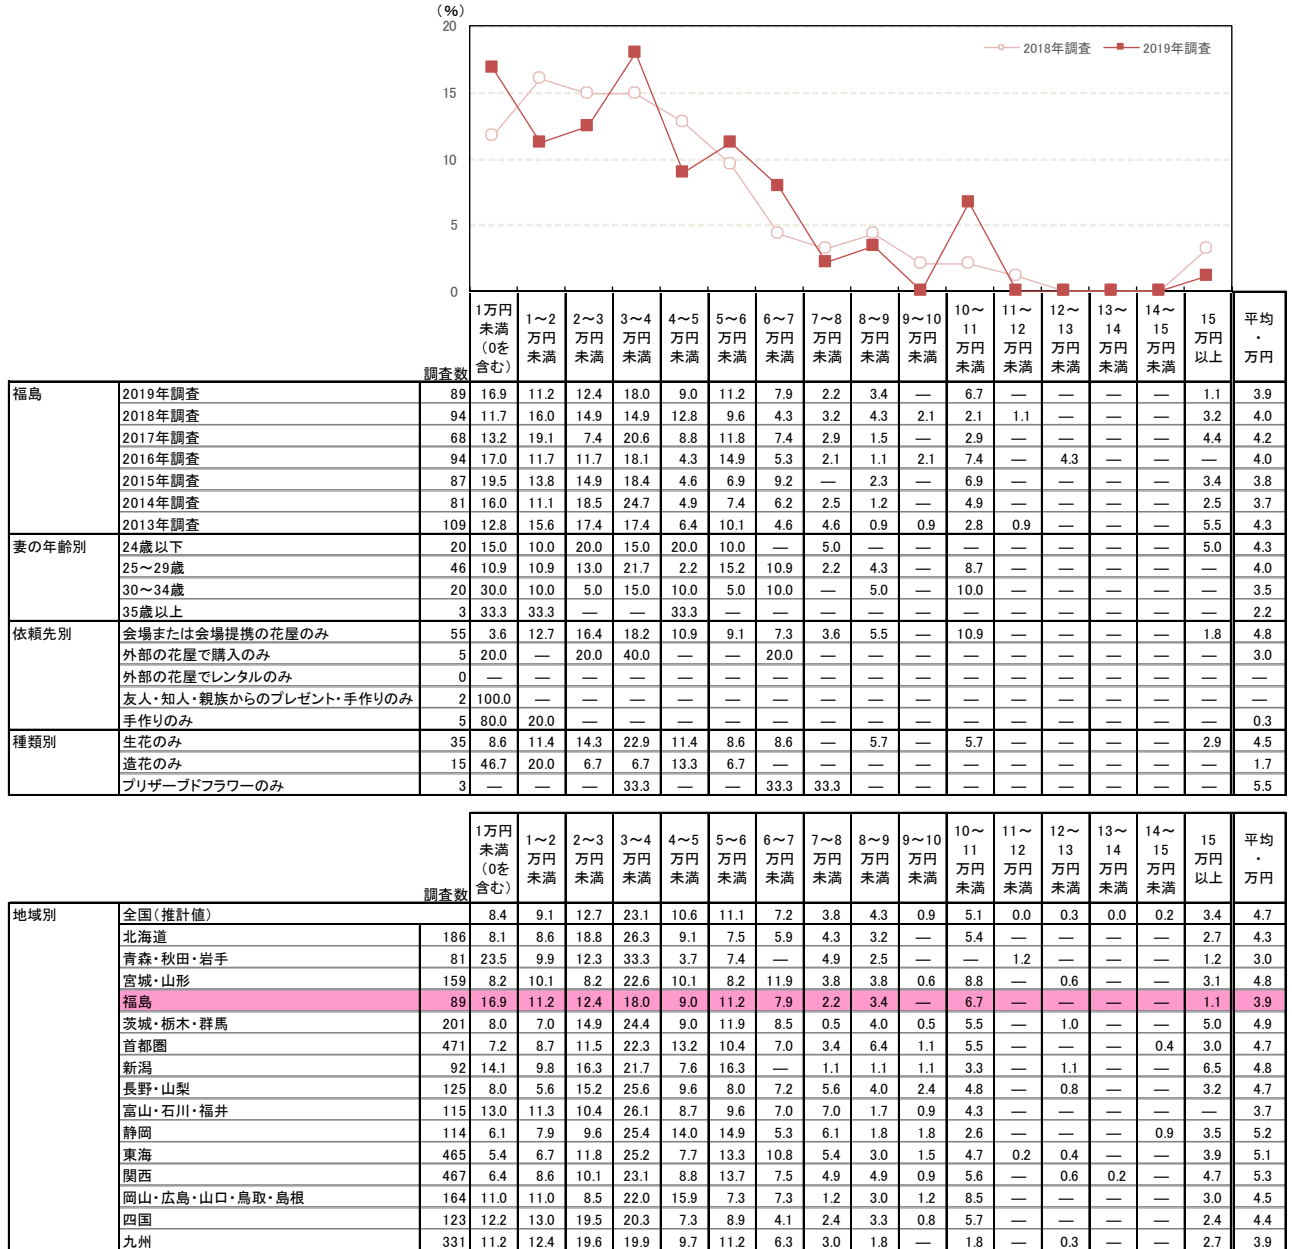 (%)
20
15
10
5
0
2018年調査 2019年調査
調査数 1万円未満(0を含む) 1～2万円未満 2～3万円未満 3～4万円未満 4～5万円未満 5～6万円未満 6～7万円未満 7～8万円未満 8～9万円未満 9～10万円未満 10～11万円未満 11～12万円未満 12～13万円未満 13～14万円未満 14～15万円未満 15万円以上 平均・万円
福島 2019年調査 89 16.9 11.2 12.4 18.0 9.0 11.2 7.9 2.2 3.4 — 6.7 — — — — 1.1 3.9
2018年調査 94 11.7 16.0 14.9 14.9 12.8 9.6 4.3 3.2 4.3 2.1 2.1 1.1 — — — 3.2 4.0
2017年調査 68 13.2 19.1 7.4 20.6 8.8 11.8 7.4 2.9 1.5 — 2.9 — — — — 4.4 4.2
2016年調査 94 17.0 11.7 11.7 18.1 4.3 14.9 5.3 2.1 1.1 2.1 7.4 — 4.3 — — — 4.0
2015年調査 87 19.5 13.8 14.9 18.4 4.6 6.9 9.2 — 2.3 — 6.9 — — — — 3.4 3.8
2014年調査 81 16.0 11.1 18.5 24.7 4.9 7.4 6.2 2.5 1.2 — 4.9 — — — — 2.5 3.7
2013年調査 109 12.8 15.6 17.4 17.4 6.4 10.1 4.6 4.6 0.9 0.9 2.8 0.9 — — — 5.5 4.3
妻の年齢別 24歳以下 20 15.0 10.0 20.0 15.0 20.0 10.0 — 5.0 — — — — — — — 5.0 4.3
25～29歳 46 10.9 10.9 13.0 21.7 2.2 15.2 10.9 2.2 4.3 — 8.7 — — — — — 4.0
30～34歳 20 30.0 10.0 5.0 15.0 10.0 5.0 10.0 — 5.0 — 10.0 — — — — — 3.5
35歳以上 3 33.3 33.3 — — 33.3 — — — — — — — — — — — 2.2
依頼先別 会場または会場提携の花屋のみ 55 3.6 12.7 16.4 18.2 10.9 9.1 7.3 3.6 5.5 — 10.9 — — — — 1.8 4.8
外部の花屋で購入のみ 5 20.0 — 20.0 40.0 — — 20.0 — — — — — — — — — 3.0
外部の花屋でレンタルのみ 0 — — — — — — — — — — — — — — — — —
友人・知人・親族からのプレゼント・手作りのみ 2 100.0 — — — — — — — — — — — — — — — —
手作りのみ 5 80.0 20.0 — — — — — — — — — — — — — — 0.3
種類別 生花のみ 35 8.6 11.4 14.3 22.9 11.4 8.6 8.6 — 5.7 — 5.7 — — — — 2.9 4.5
造花のみ 15 46.7 20.0 6.7 6.7 13.3 6.7 — — — — — — — — — — 1.7
プリザーブドフラワーのみ 3 — — — 33.3 — — 33.3 33.3 — — — — — — — — 5.5
調査数 1万円未満(0を含む) 1～2万円未満 2～3万円未満 3～4万円未満 4～5万円未満 5～6万円未満 6～7万円未満 7～8万円未満 8～9万円未満 9～10万円未満 10～11万円未満 11～12万円未満 12～13万円未満 13～14万円未満 14～15万円未満 15万円以上 平均・万円
地域別 全国(推計値) 8.4 9.1 12.7 23.1 10.6 11.1 7.2 3.8 4.3 0.9 5.1 0.0 0.3 0.0 0.2 3.4 4.7
北海道 186 8.1 8.6 18.8 26.3 9.1 7.5 5.9 4.3 3.2 — 5.4 — — — — 2.7 4.3
青森・秋田・岩手 81 23.5 9.9 12.3 33.3 3.7 7.4 — 4.9 2.5 — — 1.2 — — — 1.2 3.0
宮城・山形 159 8.2 10.1 8.2 22.6 10.1 8.2 11.9 3.8 3.8 0.6 8.8 — 0.6 — — 3.1 4.8
福島 89 16.9 11.2 12.4 18.0 9.0 11.2 7.9 2.2 3.4 — 6.7 — — — — 1.1 3.9
茨城・栃木・群馬 201 8.0 7.0 14.9 24.4 9.0 11.9 8.5 0.5 4.0 0.5 5.5 — 1.0 — — 5.0 4.9
首都圏 471 7.2 8.7 11.5 22.3 13.2 10.4 7.0 3.4 6.4 1.1 5.5 — — — 0.4 3.0 4.7
新潟 92 14.1 9.8 16.3 21.7 7.6 16.3 — 1.1 1.1 1.1 3.3 — 1.1 — — 6.5 4.8
長野・山梨 125 8.0 5.6 15.2 25.6 9.6 8.0 7.2 5.6 4.0 2.4 4.8 — 0.8 — — 3.2 4.7
富山・石川・福井 115 13.0 11.3 10.4 26.1 8.7 9.6 7.0 7.0 1.7 0.9 4.3 — — — — — 3.7
静岡 114 6.1 7.9 9.6 25.4 14.0 14.9 5.3 6.1 1.8 1.8 2.6 — — — 0.9 3.5 5.2
東海 465 5.4 6.7 11.8 25.2 7.7 13.3 10.8 5.4 3.0 1.5 4.7 0.2 0.4 — — 3.9 5.1
関西 467 6.4 8.6 10.1 23.1 8.8 13.7 7.5 4.9 4.9 0.9 5.6 — 0.6 0.2 — 4.7 5.3
岡山・広島・山口・鳥取・島根 164 11.0 11.0 8.5 22.0 15.9 7.3 7.3 1.2 3.0 1.2 8.5 — — — — 3.0 4.5
四国 123 12.2 13.0 19.5 20.3 7.3 8.9 4.1 2.4 3.3 0.8 5.7 — — — — 2.4 4.4
九州 331 11.2 12.4 19.6 19.9 9.7 11.2 6.3 3.0 1.8 — 1.8 — 0.3 — — 2.7 3.9